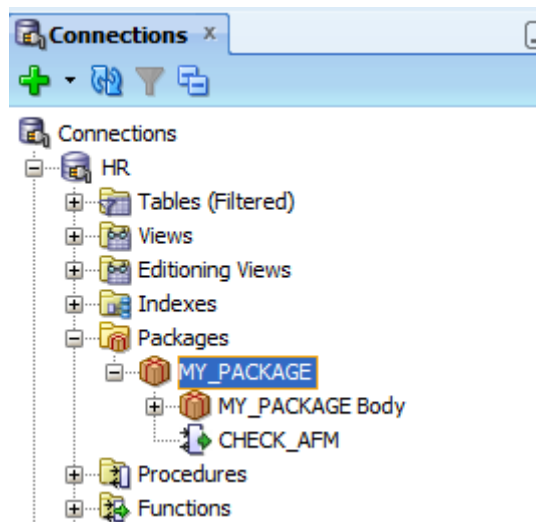 Connections
Connections
HR
Tables (Filtered)
Views
Editioning Views
Indexes
Packages
MY_PACKAGE
MY_PACKAGE Body
CHECK_AFM
Procedures
Functions